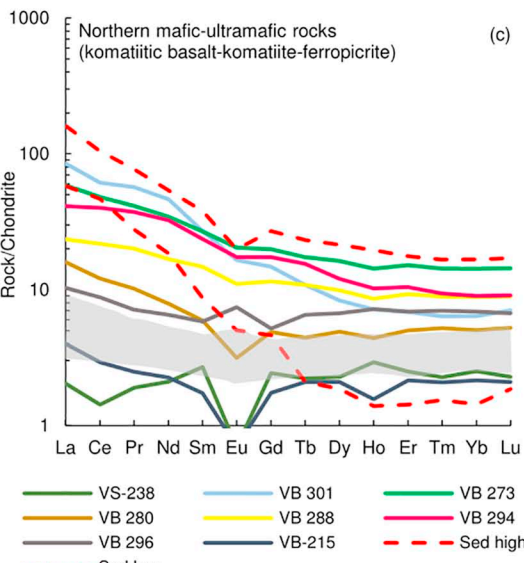 1000
Northern mafic-ultramafic rocks
(c)
(komatiitic basalt-komatiite-ferropicrite)
100
Rock/Chondrite
10
1
La Ce Pr Nd Sm Eu Gd Tb Dy Ho Er Tm Yb Lu
VS-238 VB 301 VB 273
VB 280 VB 288 VB 294
VB 296 VB-215 Sed high